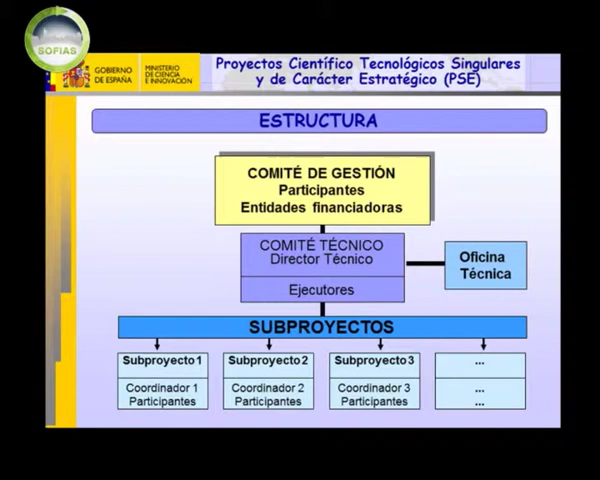 SOFIAS
GOBIERNO
DE ESPAÑA
MINISTERIO
DE CIENCIA
E INNOVACIÓN
Proyectos Científico Tecnológicos Singulares
y de Carácter Estratégico (PSE)
ESTRUCTURA
COMITÉ DE GESTIÓN
Participantes
Entidades financiadoras
COMITÉ TÉCNICO
Director Técnico
Ejecutores
Oficina
Técnica
SUBPROYECTOS
Subproyecto 1
Coordinador 1
Participantes
Subproyecto 2
Coordinador 2
Participantes
Subproyecto 3
Coordinador 3
Participantes
...
...
...